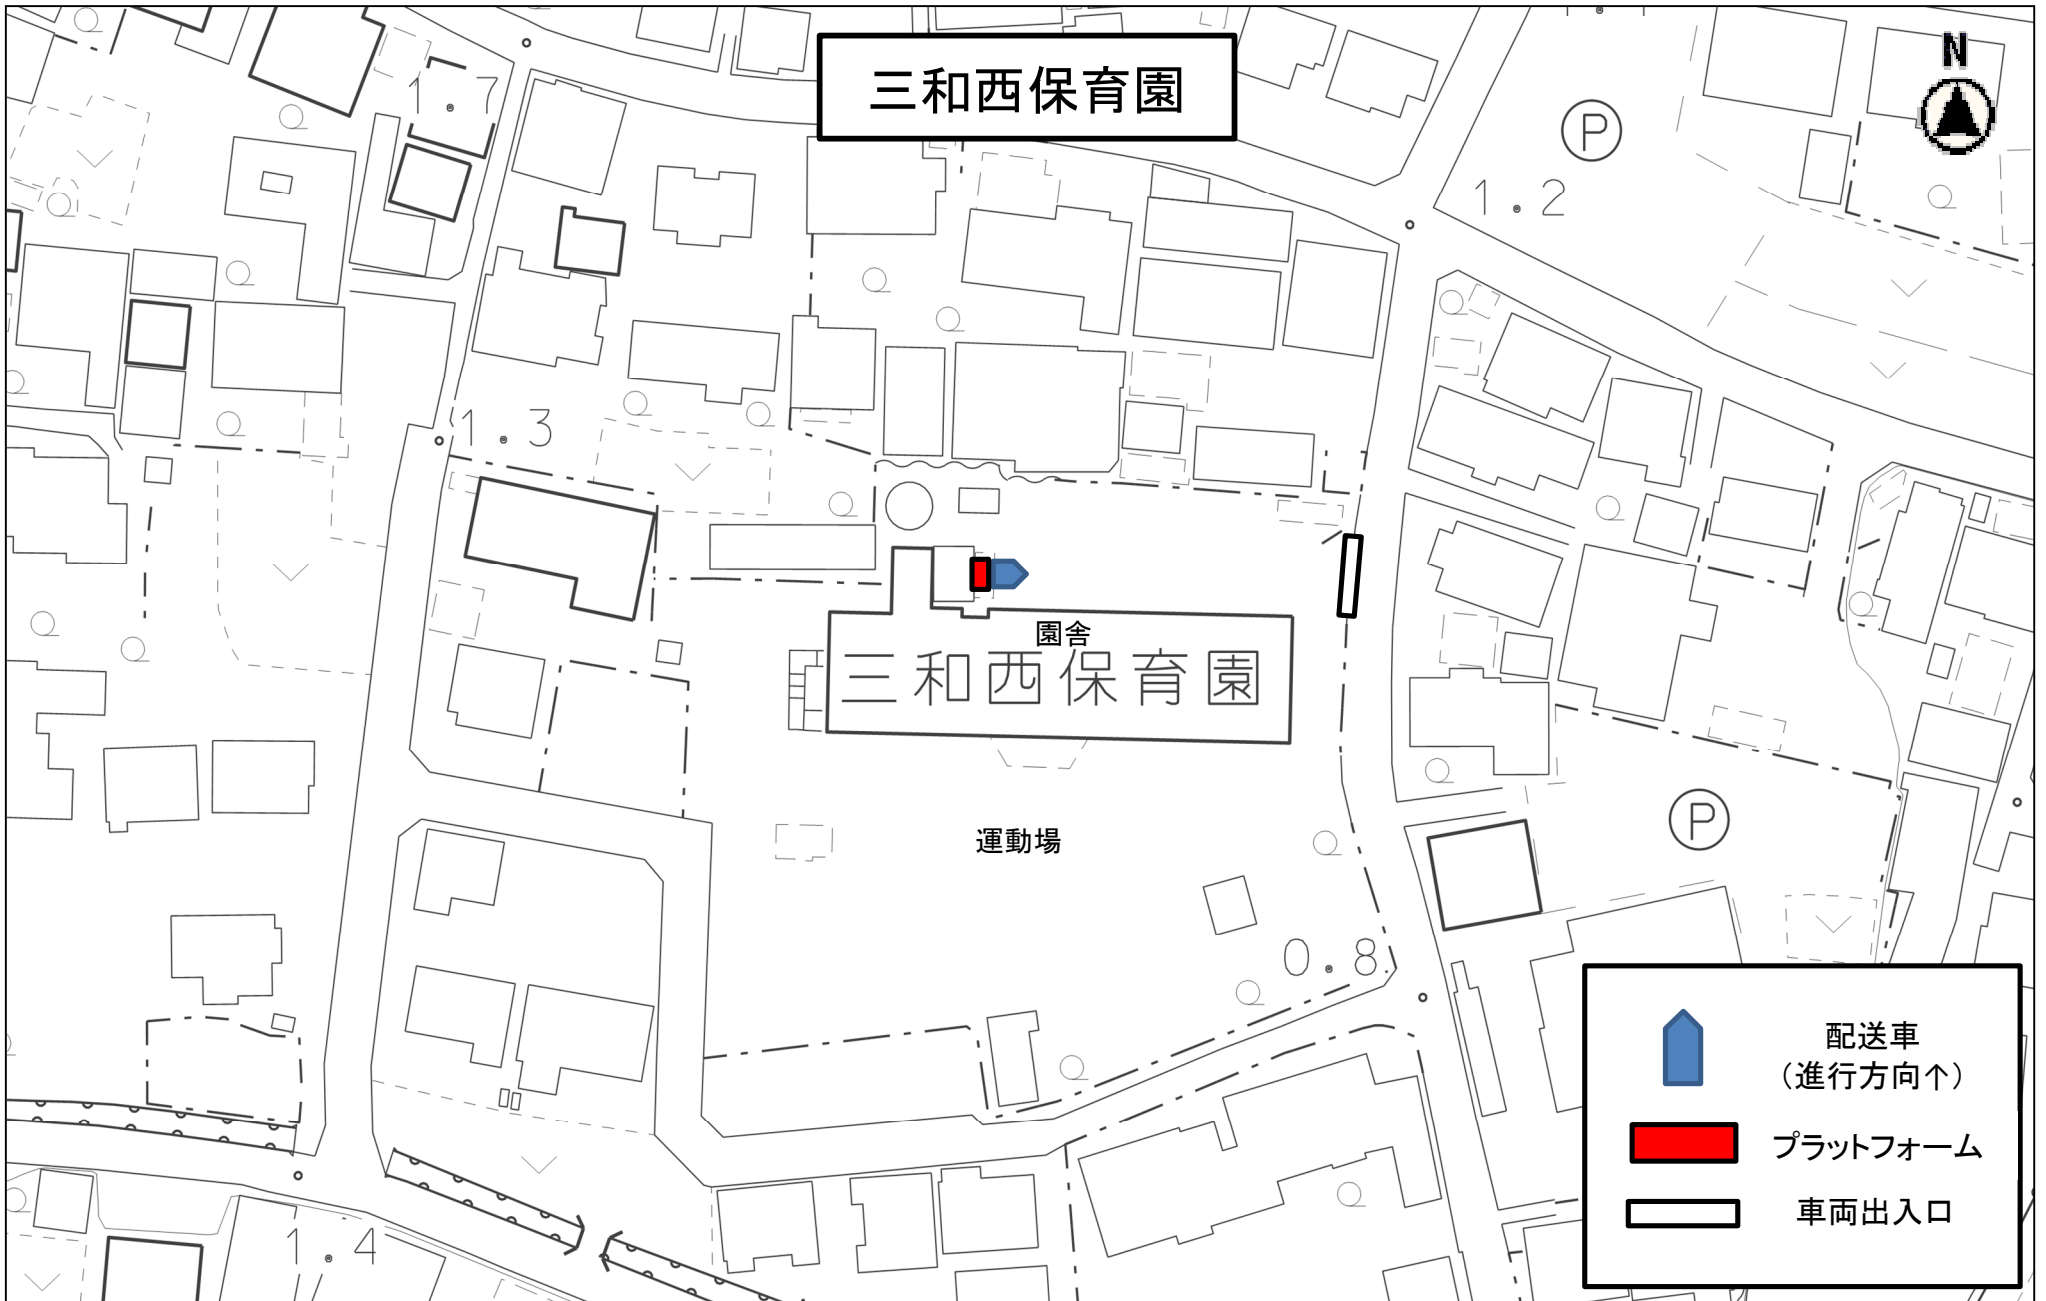 三和西保育園
N
1.7
P
1.2
1.3
園舎
三和西保育園
P
運動場
0.8
配送車
（進行方向↑）
プラットフォーム
車両出入口
1.4